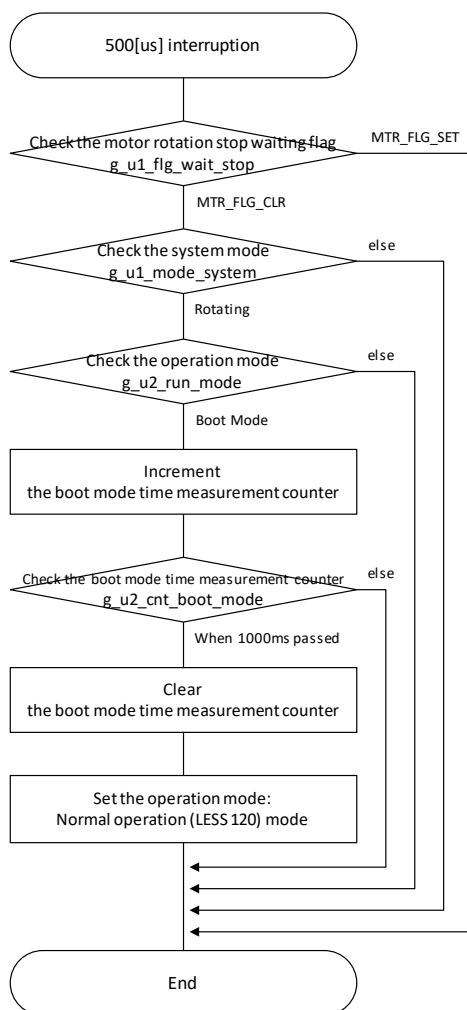 500[us] interruption
Check the motor rotation stop waiting flag
g_u1_flg_wait_stop
MTR_FLG_SET
MTR_FLG_CLR
Check the system mode
g_u1_mode_system
else
Rotating
Check the operation mode
g_u2_run_mode
else
Boot Mode
Increment
the boot mode time measurement counter
Check the boot mode time measurement counter
g_u2_cnt_boot_mode
else
When 1000ms passed
Clear
the boot mode time measurement counter
Set the operation mode:
Normal operation (LESS 120) mode
End